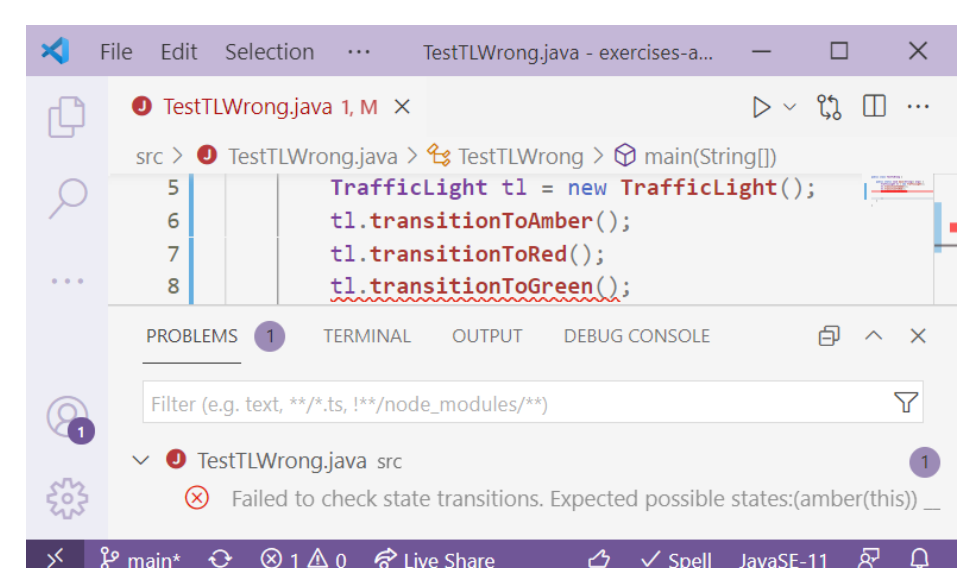 File Edit Selection ··· TestTLWrong.java - exercises-a...
J TestTLWrong.java 1, M
src > J TestTLWrong.java > TestTLWrong > main(String[])
5 TrafficLight tl = new TrafficLight();
6 tl.transitionToAmber();
7 tl.transitionToRed();
8 tl.transitionToGreen();
PROBLEMS 1 TERMINAL OUTPUT DEBUG CONSOLE
Filter (e.g. text, **/*.ts, !**/node_modules/**)
1
J TestTLWrong.java src 1
Failed to check state transitions. Expected possible states:(amber(this)) __
main* 1 0 Live Share Spell JavaSE-11